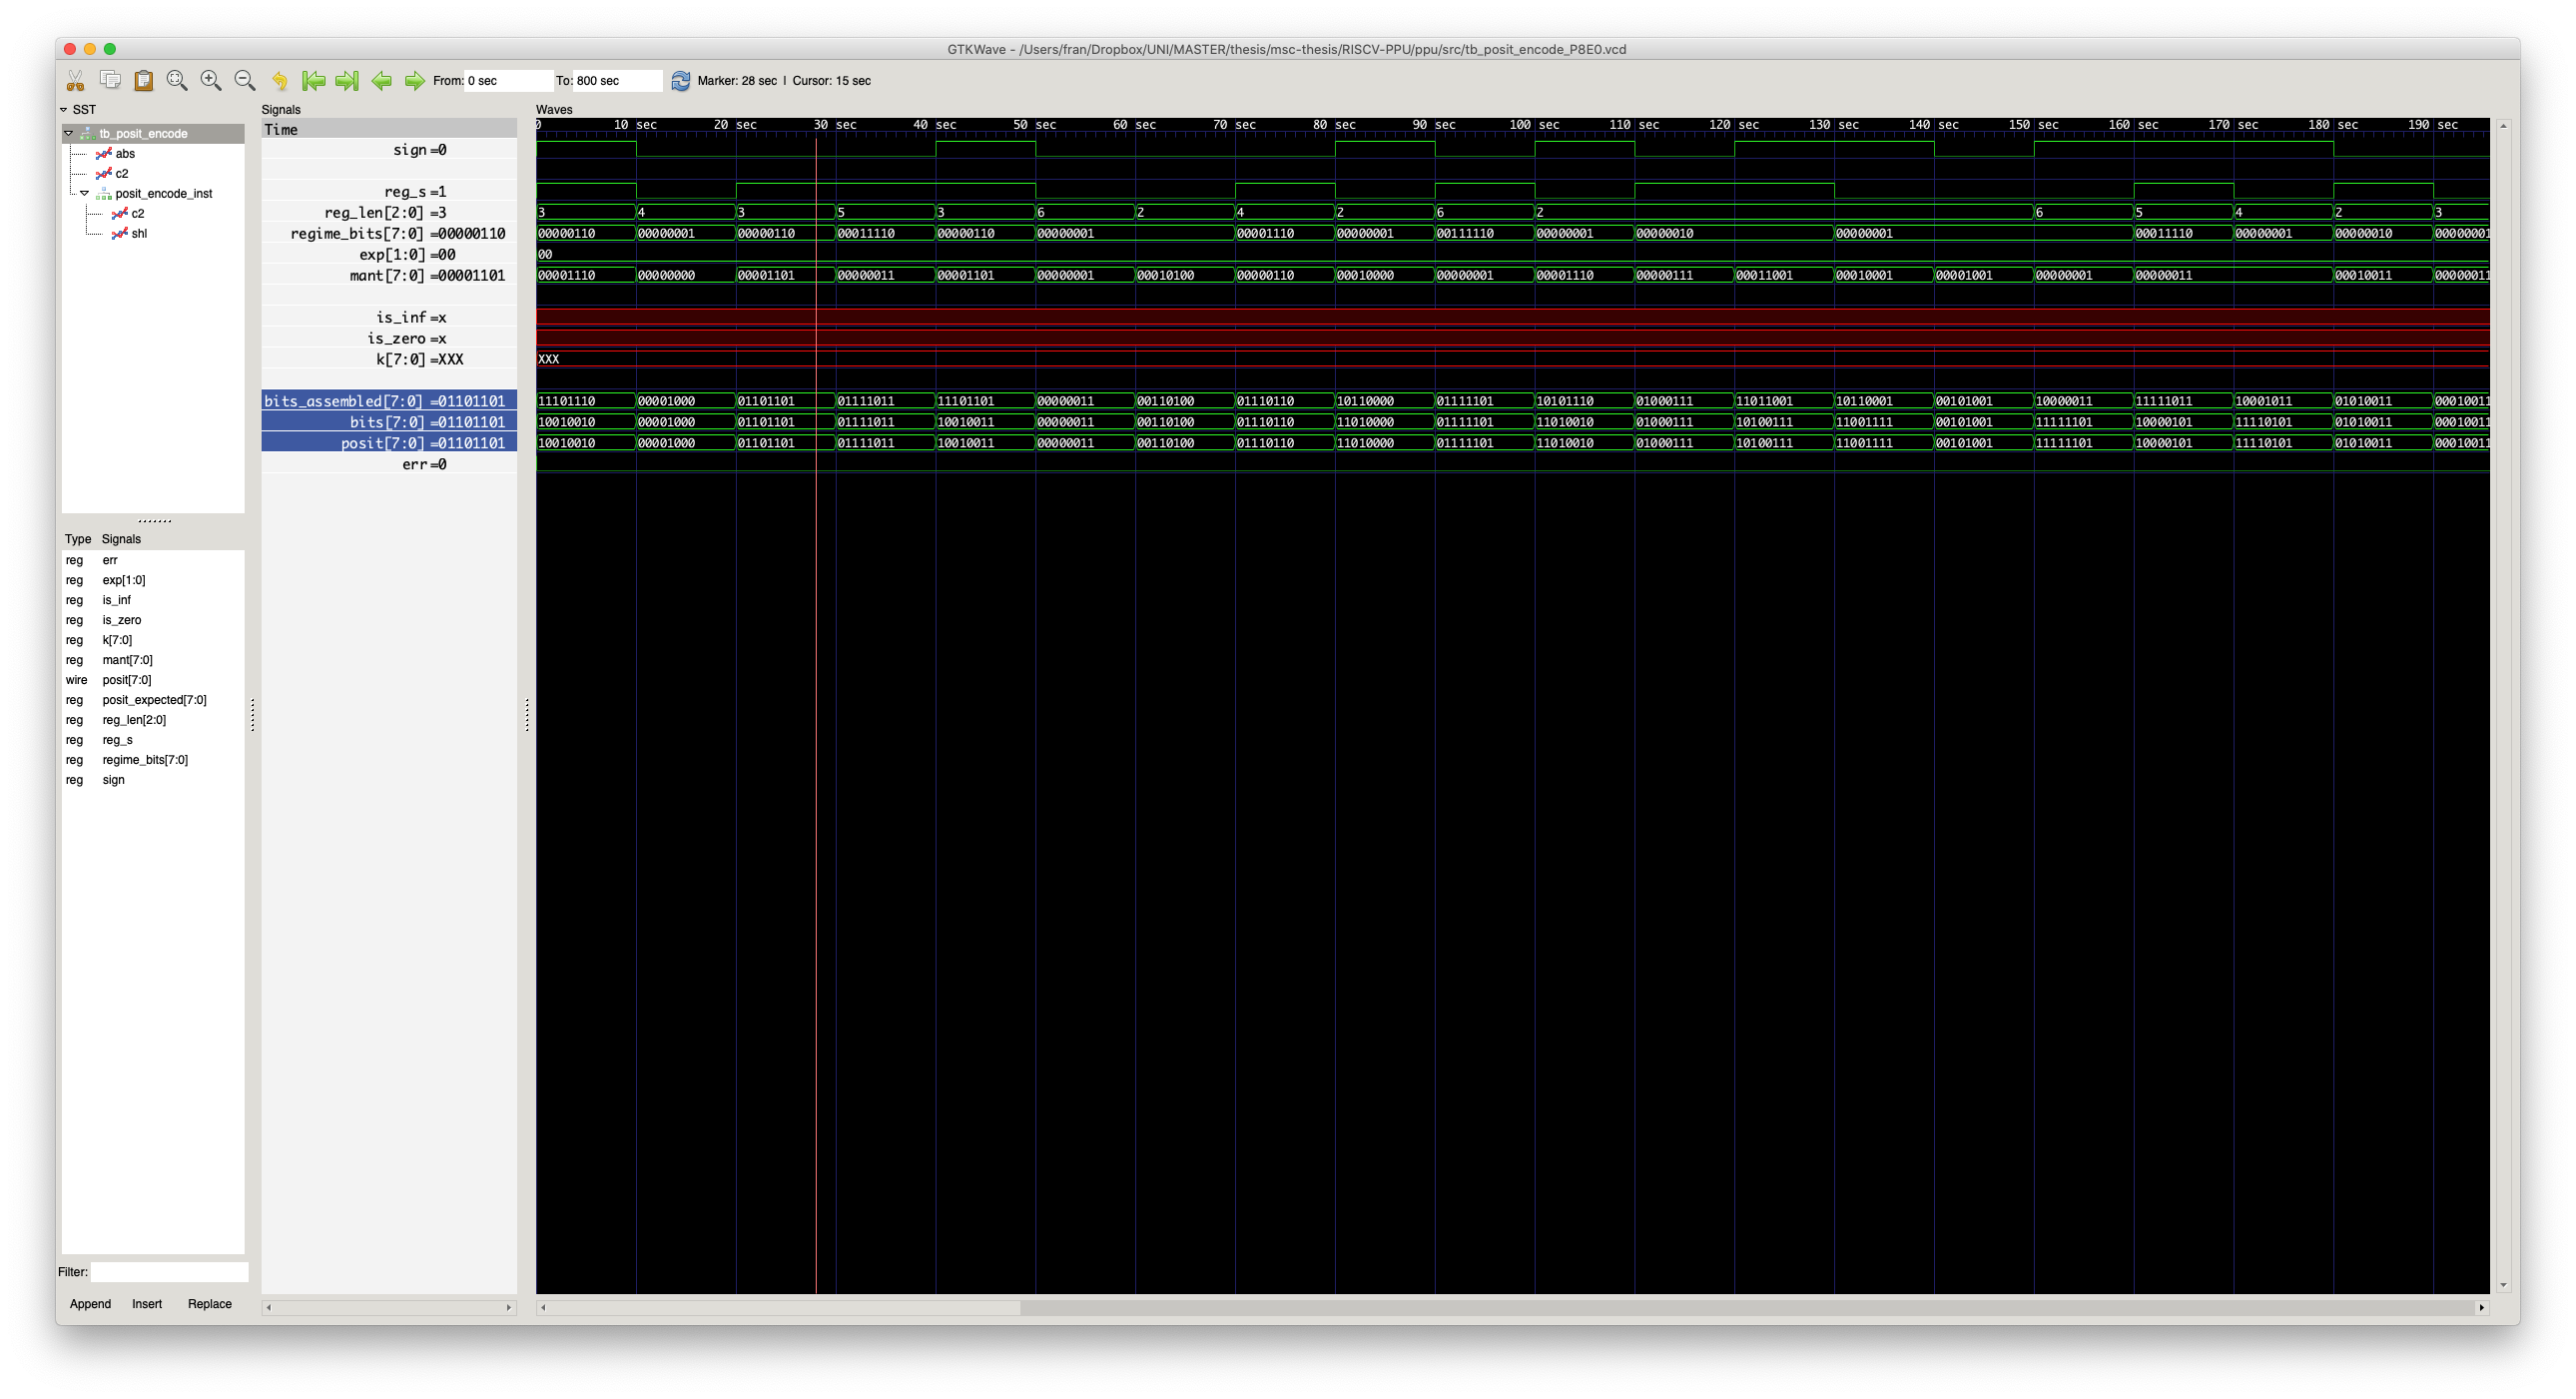 GTKWave - /Users/fran/Dropbox/UNI/MASTER/thesis/msc-thesis/RISCV-PPU/ppu/src/tb_posit_encode_P8E0.vcd
From: 0 sec To: 800 sec Marker: 28 sec | Cursor: 15 sec
SST
tb_posit_encode
abs
c2
posit_encode_inst
c2
shl
Type Signals
reg err
reg exp[1:0]
reg is_inf
reg is_zero
reg k[7:0]
reg mant[7:0]
wire posit[7:0]
reg posit_expected[7:0]
reg reg_len[2:0]
reg reg_s
reg regime_bits[7:0]
reg sign
Filter:
Append Insert Replace
Signals
Time
sign =0
reg_s =1
reg_len[2:0] =3
regime_bits[7:0] =00000110
exp[1:0] =00
mant[7:0] =00001101
is_inf =x
is_zero =x
k[7:0] =XXX
bits_assembled[7:0] =01101101
bits[7:0] =01101101
posit[7:0] =01101101
err =0
Waves
0 10 sec 20 sec 30 sec 40 sec 50 sec 60 sec 70 sec 80 sec 90 sec 100 sec 110 sec 120 sec 130 sec 140 sec 150 sec 160 sec 170 sec 180 sec 190 sec
3 4 3 5 3 6 2 4 2 6 2 6 5 4 2 3
00000110 00000001 00000110 00011110 00000110 00000001 00001110 00000001 00111110 00000001 00000010 00000001 00011110 00000001 00000010 00000001
00
00001110 00000000 00001101 00000011 00001101 00000001 00010100 00000110 00010000 00000001 00001110 00000111 00011001 00010001 00001001 00000001 00000011 00010011 00000011
XXX
11101110 00001000 01101101 01111011 11101101 00000011 00110100 01110110 10110000 01111101 10101110 01000111 11011001 10110001 00101001 10000011 11111011 10001011 01010011 00010011
10010010 00001000 01101101 01111011 10010011 00000011 00110100 01110110 11010000 01111101 11010010 01000111 10100111 11001111 00101001 11111101 10000101 11110101 01010011 00010011
10010010 00001000 01101101 01111011 10010011 00000011 00110100 01110110 11010000 01111101 11010010 01000111 10100111 11001111 00101001 11111101 10000101 11110101 01010011 00010011